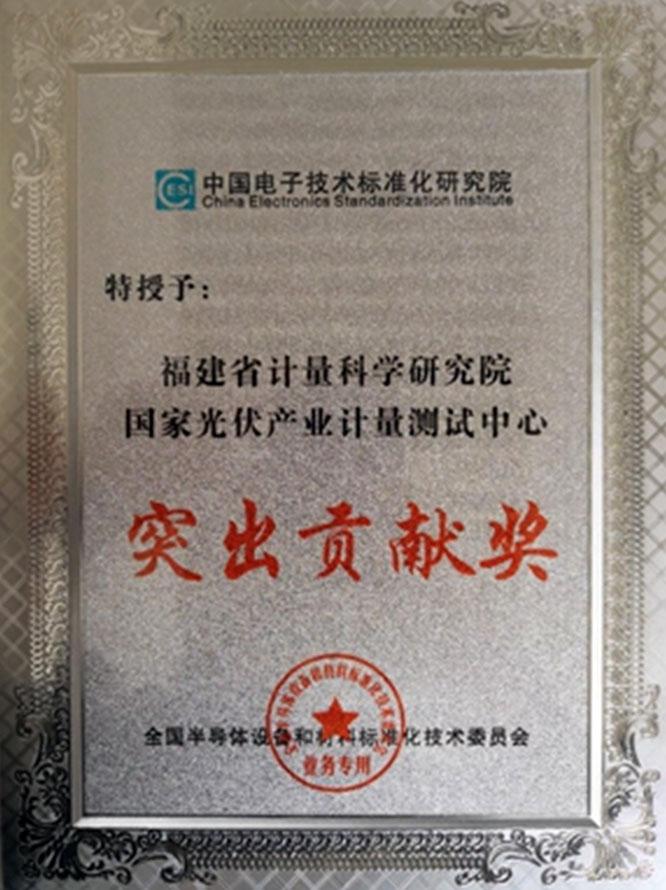 CESI 中国电子技术标准化研究院
China Electronics Standardization Institute
特授予：
福建省计量科学研究院
国家光伏产业计量测试中心
突出贡献奖
全国半导体设备和材料标准化技术委员会
业务专用